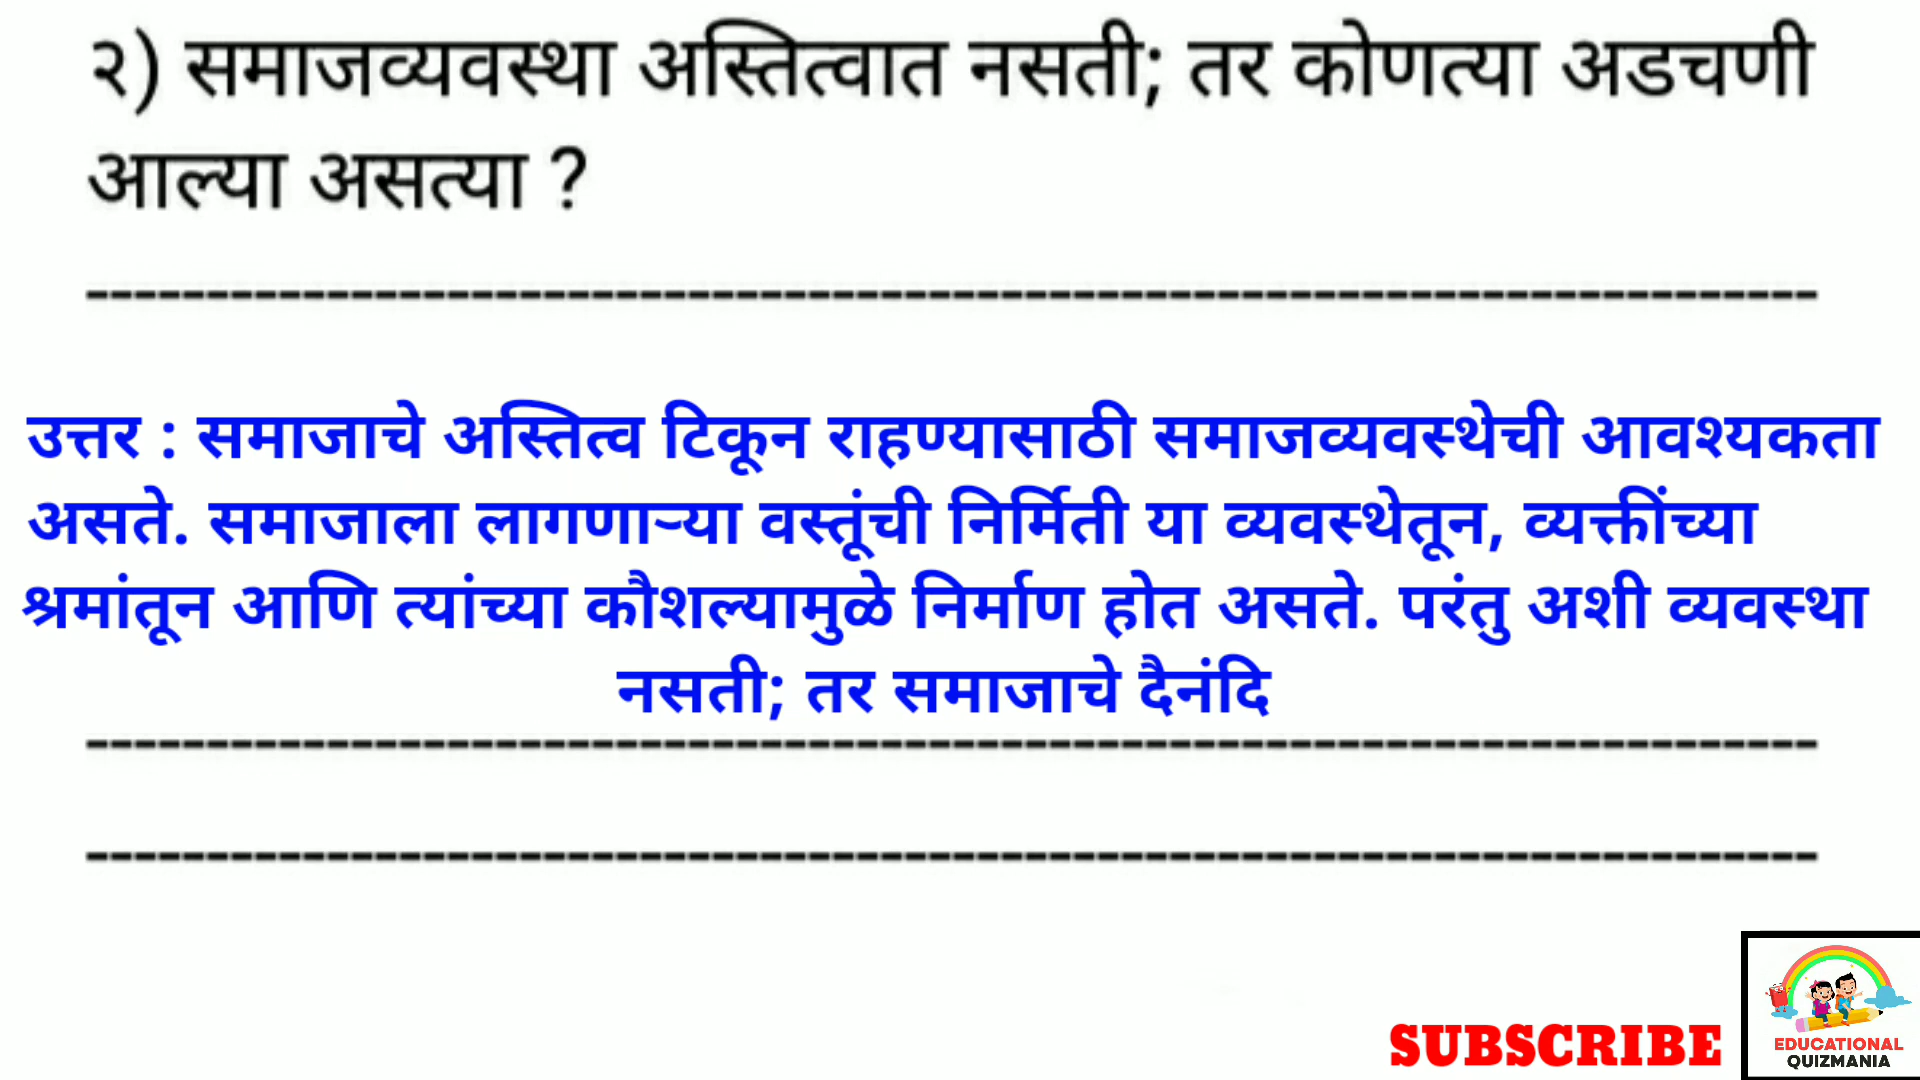 २) समाजव्यवस्था अस्तित्वात नसती; तर कोणत्या अडचणी
आल्या असत्या ?
उत्तर : समाजाचे अस्तित्व टिकून राहण्यासाठी समाजव्यवस्थेची आवश्यकता
असते. समाजाला लागणाऱ्या वस्तूंची निर्मिती या व्यवस्थेतून, व्यक्तींच्या
श्रमांतून आणि त्यांच्या कौशल्यामुळे निर्माण होत असते. परंतु अशी व्यवस्था
नसती; तर समाजाचे दैनंदि
SUBSCRIBE
EDUCATIONAL
QUIZMANIA